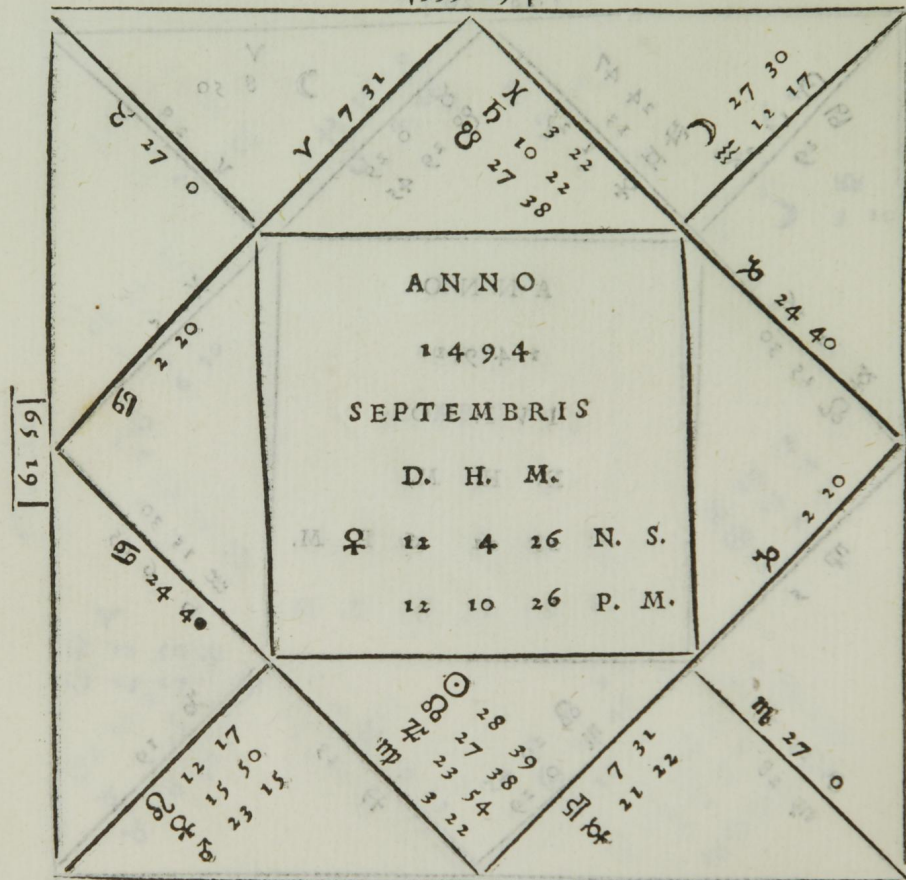 ♉ 27 0
♈ 7 31
♓ 3 22
♄ 10 22
☋ 27 38
☽ 27 30
♒ 12 17
♑ 24 40
♋ 2 20
61 59
ANNO
1494
SEPTEMBRIS
D. H. M.
♀ 12 4 26 N. S.
12 10 26 P. M.
♑ 2 20
♋ 24 4
♌ 12 17
♀ 15 50
♂ 23 15
☉ 28 39
☊ 27 38
♃ 23 54
♍ 3 22
♎ 7 31
☿ 21 22
♏ 27 0